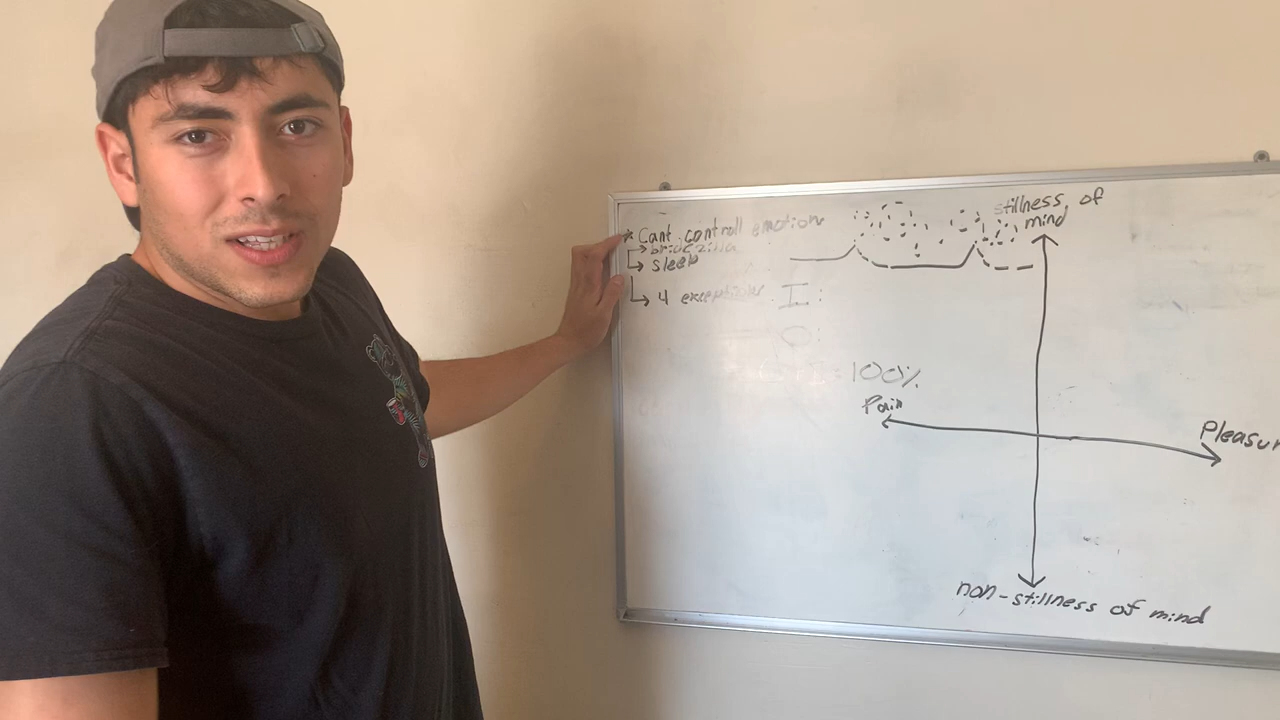 * Cant controll emotion
bridezilla
sleep
4 exceptions
I:
O:
= 100%
stillness of
mind
Pain
Pleasur
non-stillness of mind